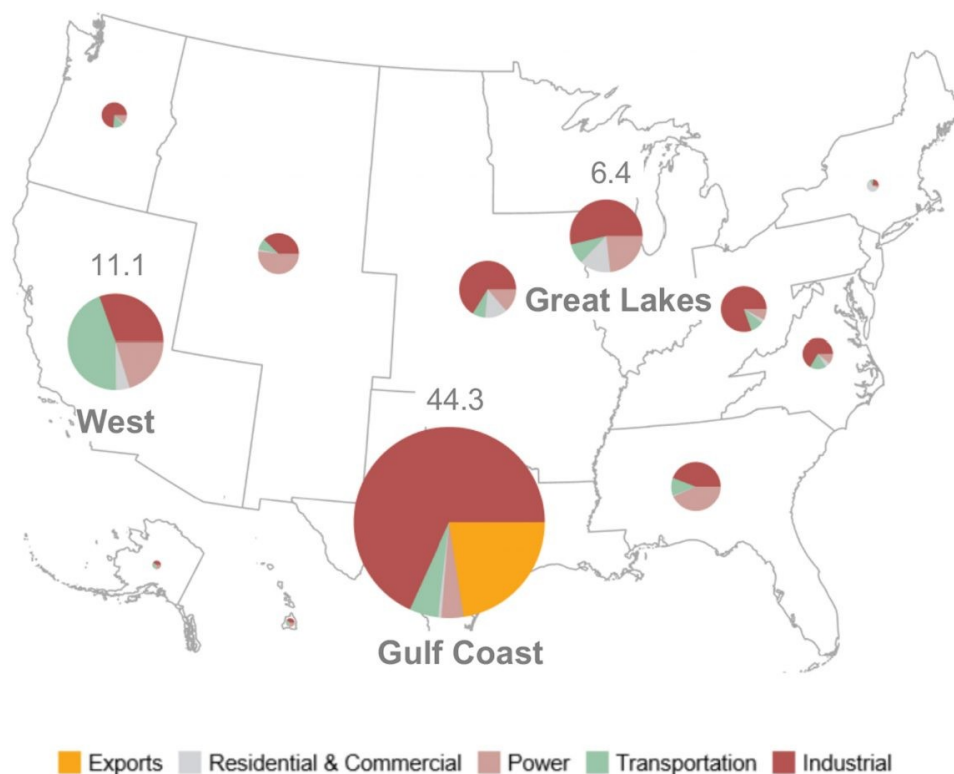 6.4
11.1
Great Lakes
West
44.3
Gulf Coast
Exports Residential & Commercial Power Transportation Industrial